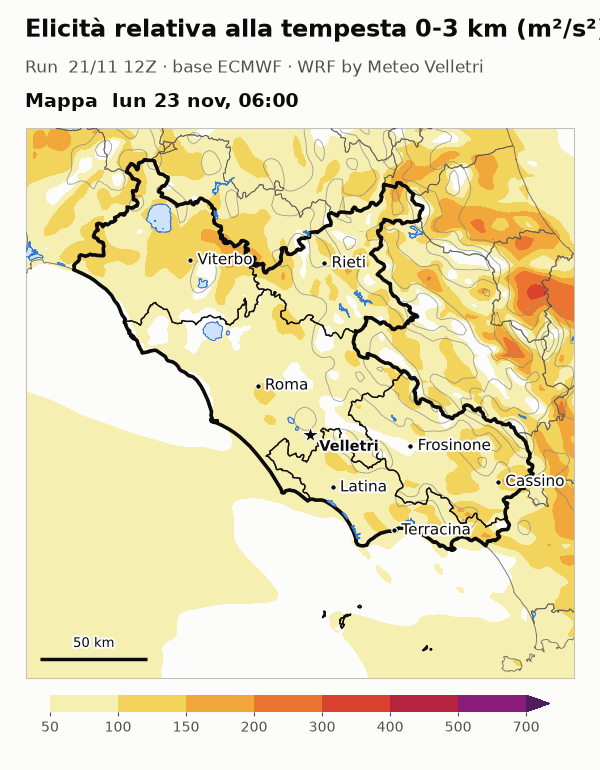 Elicità relativa alla tempesta 0-3 km (m²/s²)
Run 21/11 12Z · base ECMWF · WRF by Meteo Velletri
Mappa lun 23 nov, 06:00
Viterbo
Rieti
Roma
Velletri
Frosinone
Cassino
Latina
Terracina
50 km
50 100 150 200 300 400 500 700